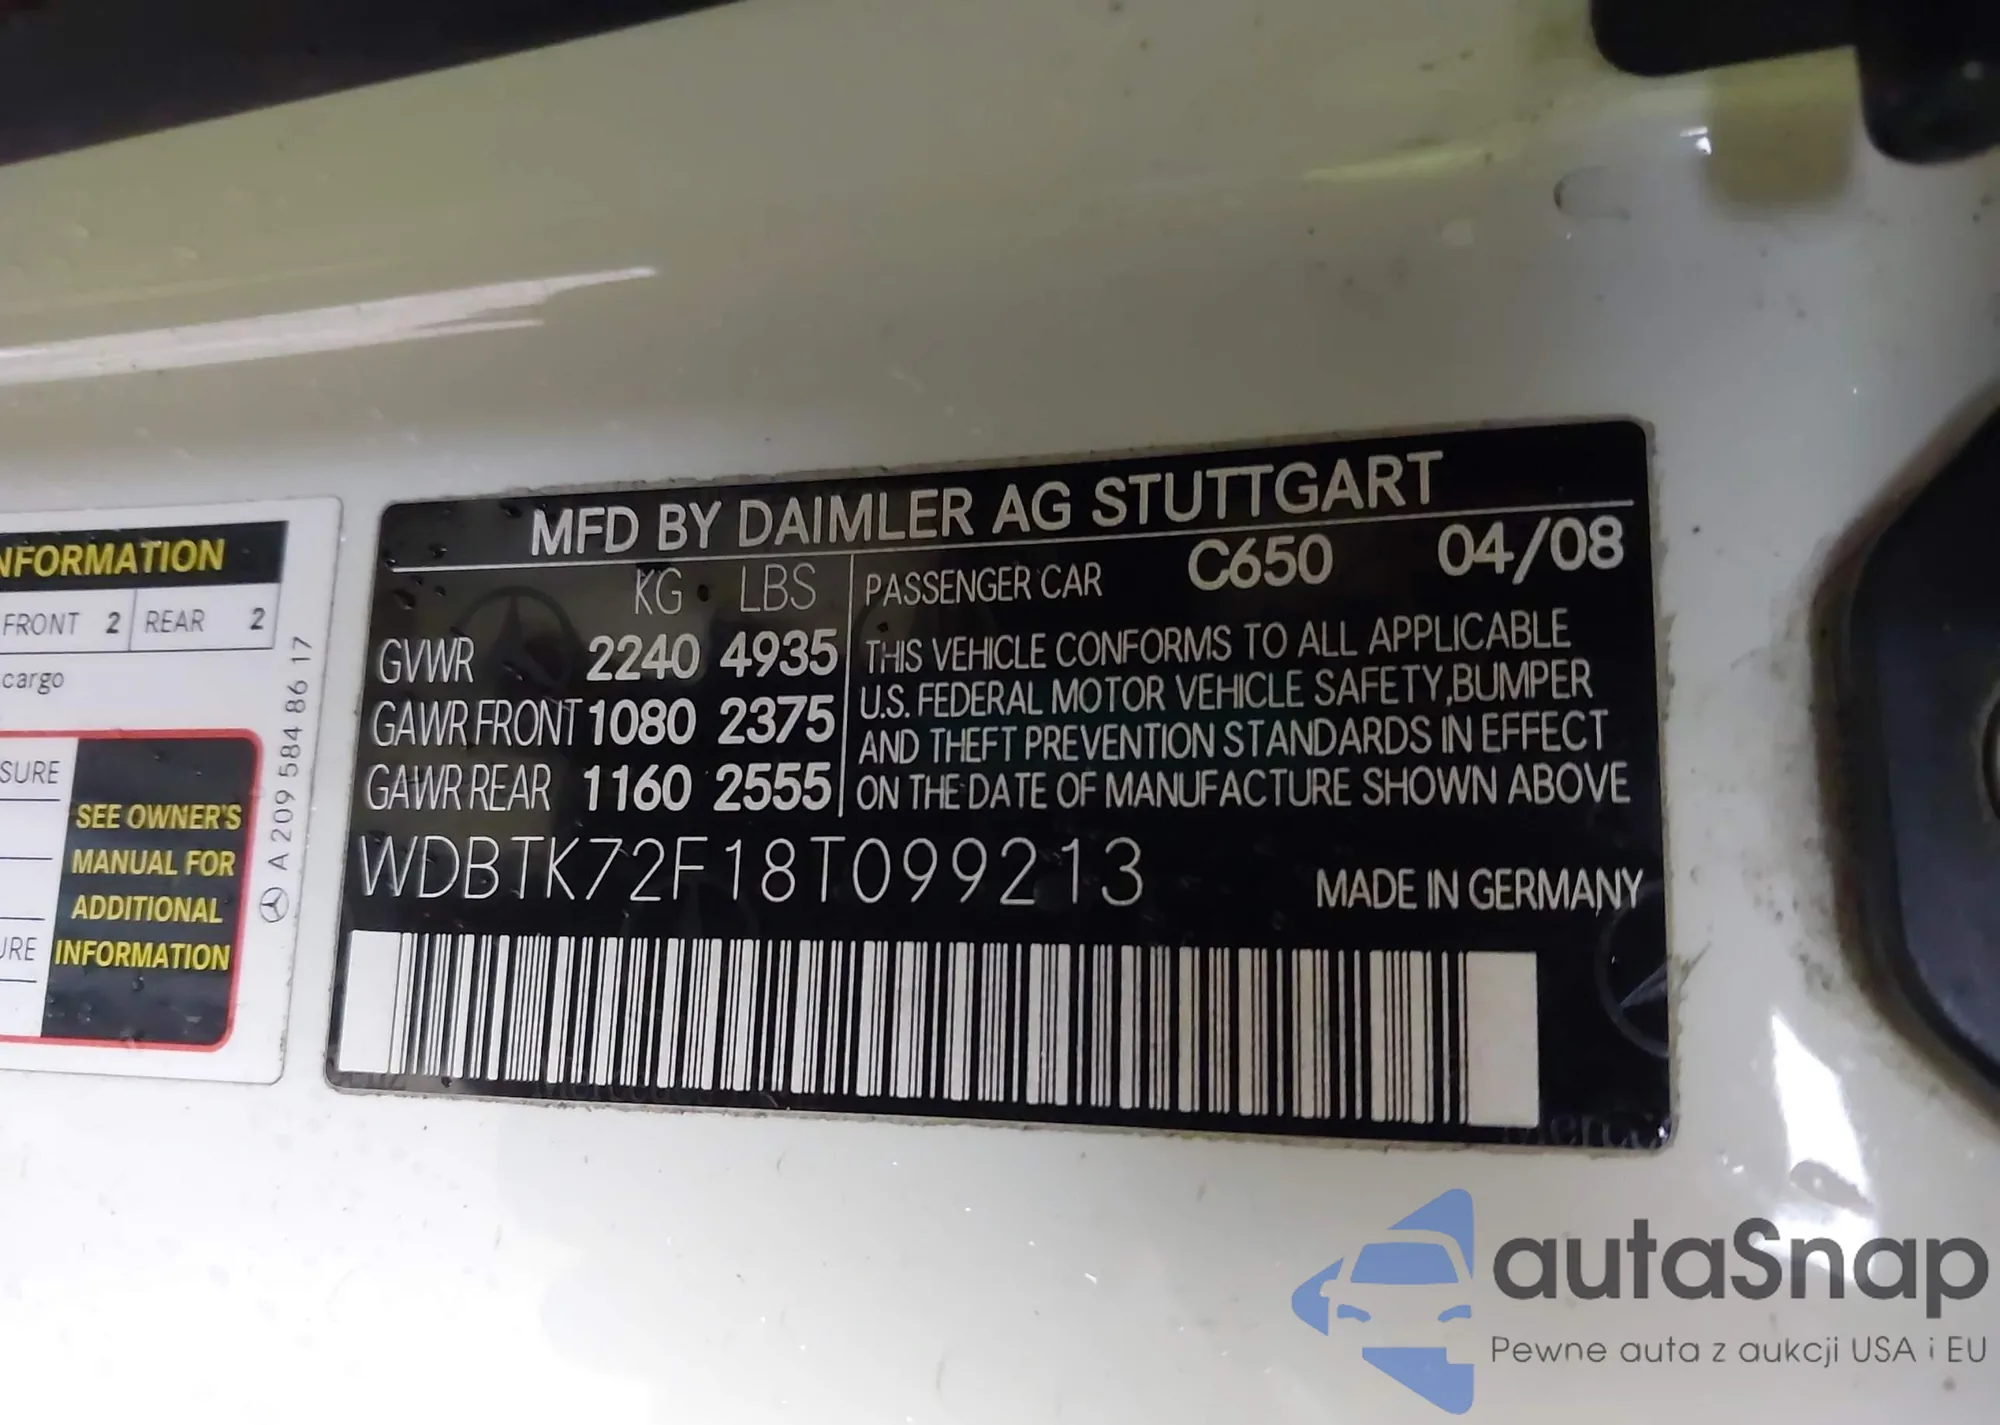 NFORMATION
FRONT 2 REAR 2
cargo
SURE
URE
SEE OWNER'S
MANUAL FOR
ADDITIONAL
INFORMATION
A 209 584 86 17
MFD BY DAIMLER AG STUTTGART
KG LBS
GVWR 2240 4935
GAWR FRONT 1080 2375
GAWR REAR 1160 2555
PASSENGER CAR C650 04/08
THIS VEHICLE CONFORMS TO ALL APPLICABLE
U.S. FEDERAL MOTOR VEHICLE SAFETY,BUMPER
AND THEFT PREVENTION STANDARDS IN EFFECT
ON THE DATE OF MANUFACTURE SHOWN ABOVE
WDBTK72F18T099213
MADE IN GERMANY
autaSnap
Pewne auta z aukcji USA i EU